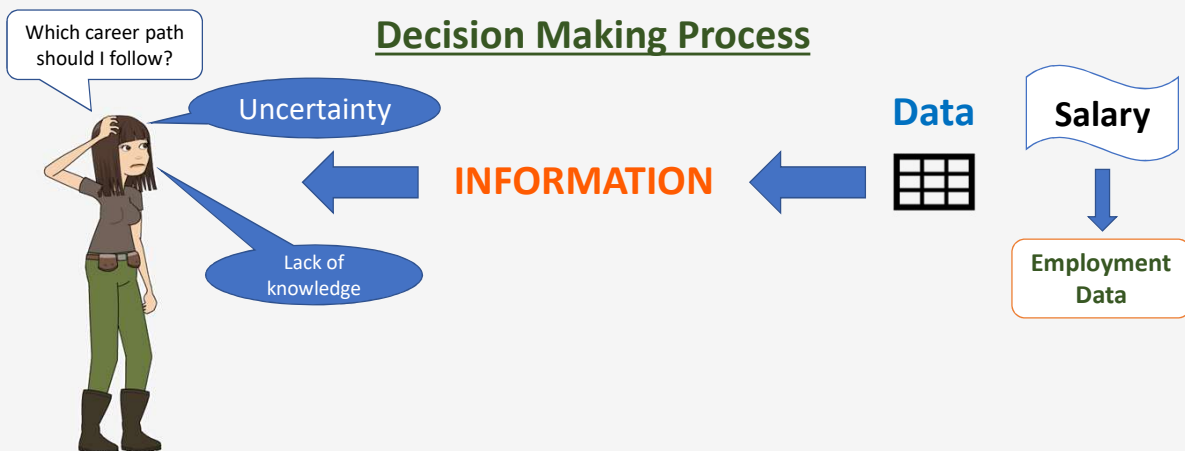 Which career path
should I follow?
Decision Making Process
Uncertainty
Data
Salary
INFORMATION
Lack of
knowledge
Employment
Data